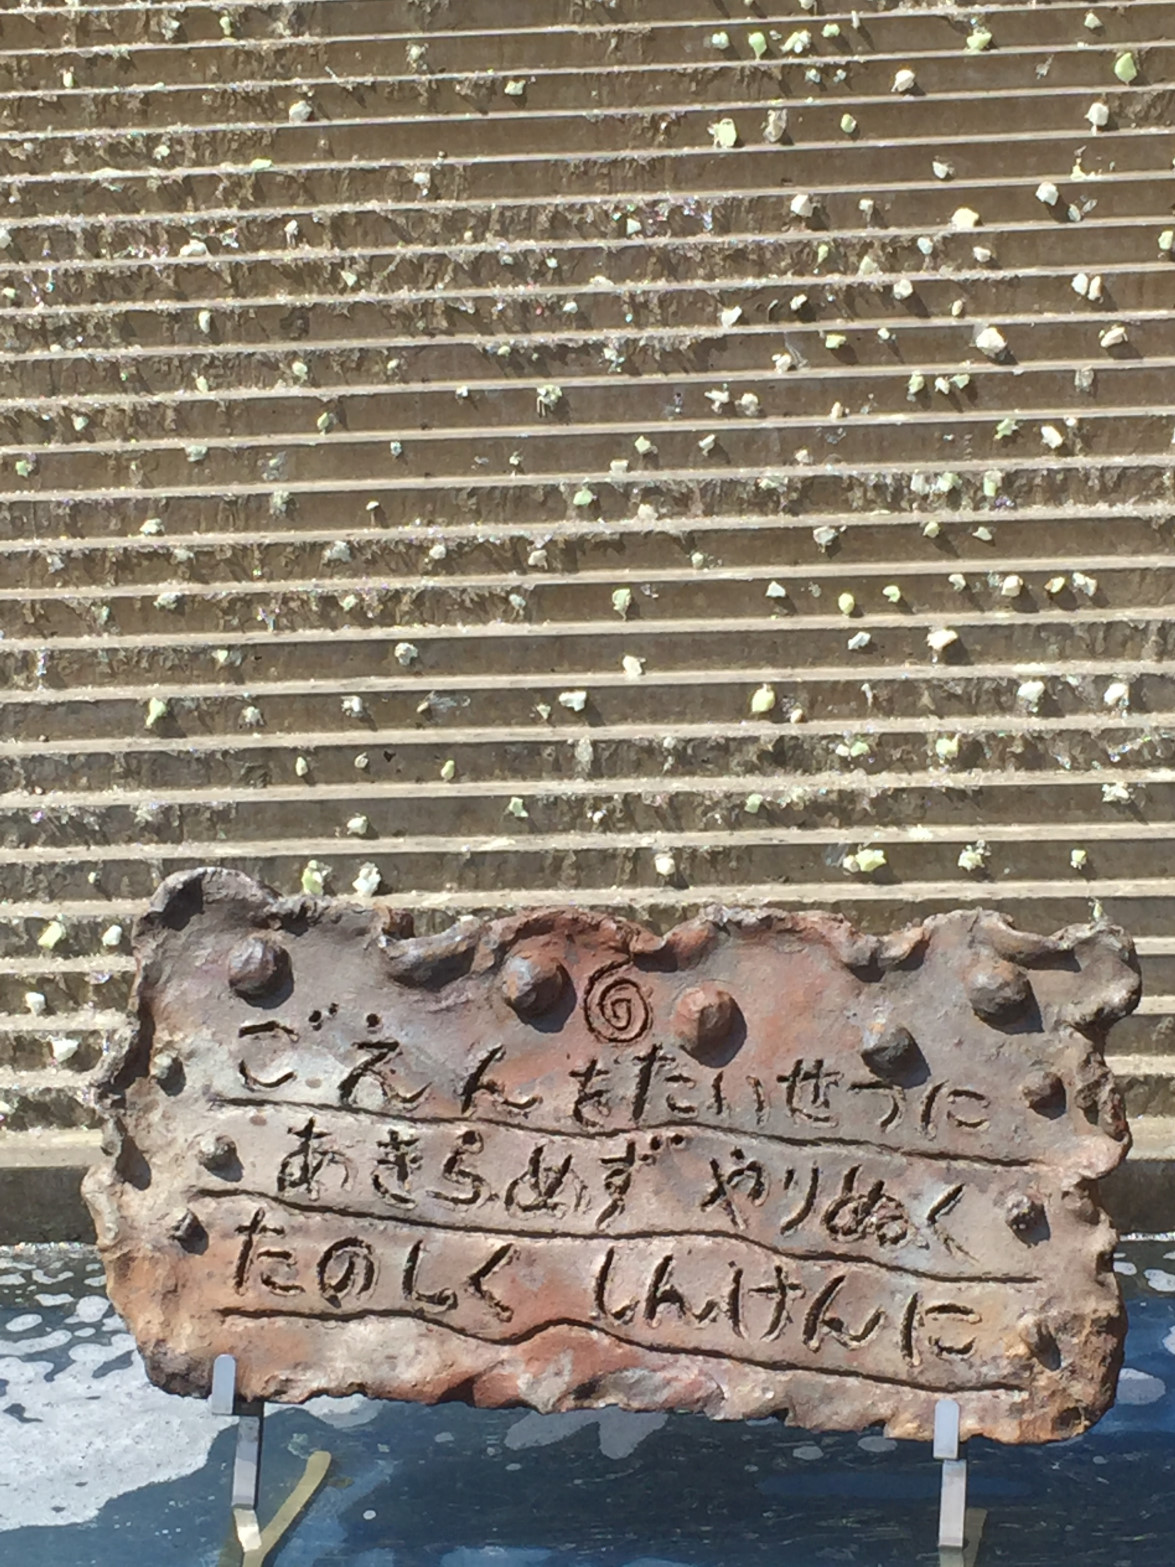 ごえんをたいせつに
あきらめず やりぬく
たのしく しんけんに